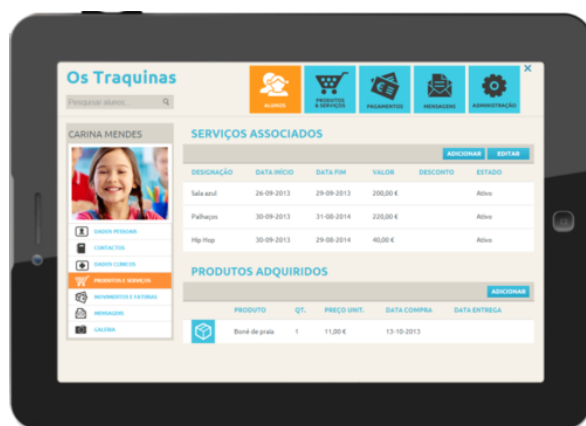 Os Traquinas
Pesquisar alunos...
ALUNOS
PRODUTOS
& SERVIÇOS
PAGAMENTOS
MENSAGENS
ADMINISTRAÇÃO
CARINA MENDES
DADOS PESSOAIS
CONTACTOS
DADOS CLÍNICOS
PRODUTOS E SERVIÇOS
MOVIMENTOS E FATURAS
MENSAGENS
GALERIA
SERVIÇOS ASSOCIADOS
ADICIONAR EDITAR
DESIGNAÇÃO DATA INÍCIO DATA FIM VALOR DESCONTO ESTADO
Sala azul 26-09-2013 29-09-2013 200,00 € Ativo
Palhaços 30-09-2013 31-08-2014 220,00 € Ativo
Hip Hop 30-09-2013 29-08-2014 40,00 € Ativo
PRODUTOS ADQUIRIDOS
ADICIONAR
PRODUTO QT. PREÇO UNIT. DATA COMPRA DATA ENTREGA
Boné de praia 1 11,00 € 13-10-2013